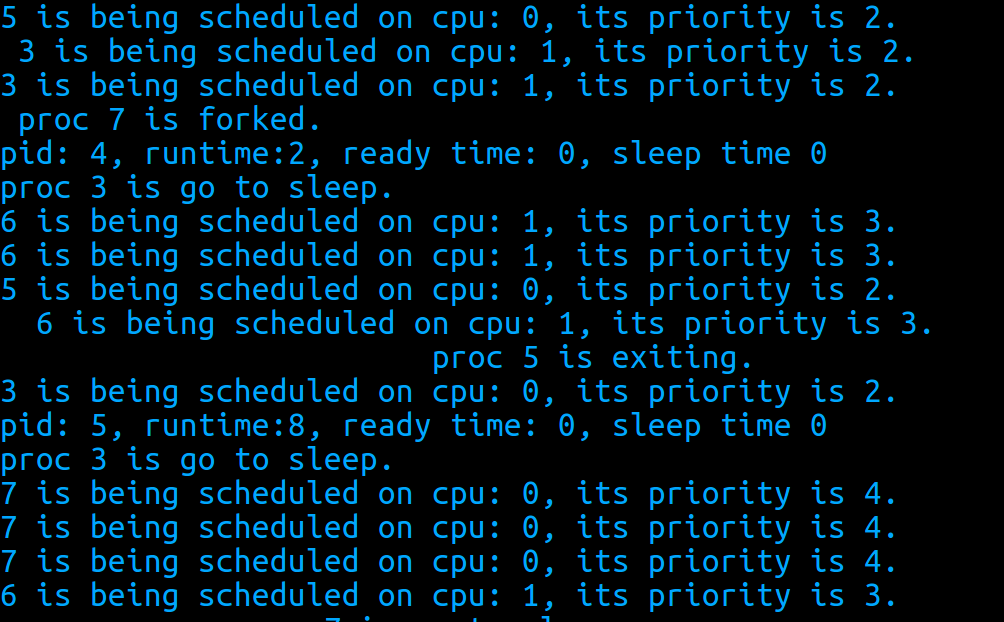 5 is being scheduled on cpu: 0, its priority is 2.
3 is being scheduled on cpu: 1, its priority is 2.
3 is being scheduled on cpu: 1, its priority is 2.
proc 7 is forked.
pid: 4, runtime:2, ready time: 0, sleep time 0
proc 3 is go to sleep.
6 is being scheduled on cpu: 1, its priority is 3.
6 is being scheduled on cpu: 1, its priority is 3.
5 is being scheduled on cpu: 0, its priority is 2.
6 is being scheduled on cpu: 1, its priority is 3.
proc 5 is exiting.
3 is being scheduled on cpu: 0, its priority is 2.
pid: 5, runtime:8, ready time: 0, sleep time 0
proc 3 is go to sleep.
7 is being scheduled on cpu: 0, its priority is 4.
7 is being scheduled on cpu: 0, its priority is 4.
7 is being scheduled on cpu: 0, its priority is 4.
6 is being scheduled on cpu: 1, its priority is 3.